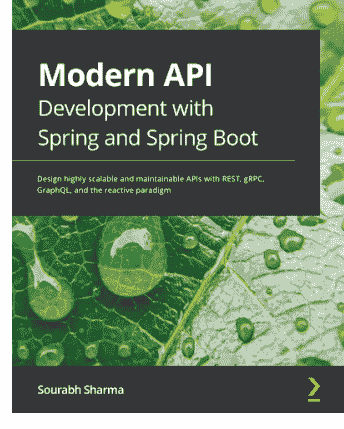 Modern API
Development with
Spring and Spring Boot
Design highly scalable and maintainable APIs with REST, gRPC,
GraphQL, and the reactive paradigm
Sourabh Sharma